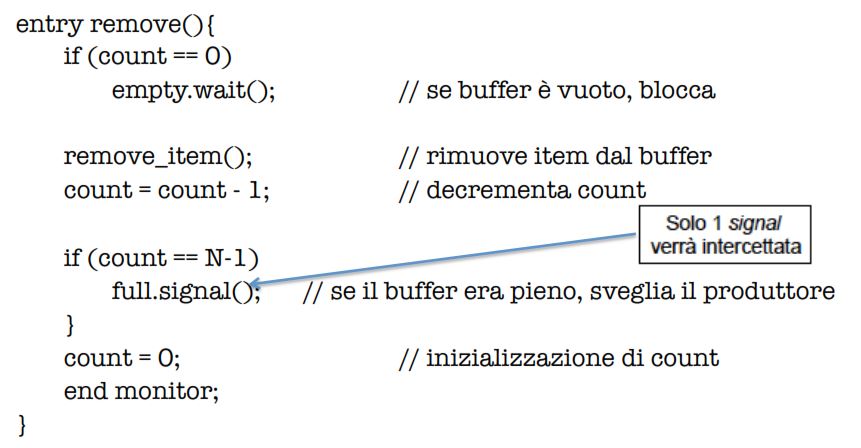 entry remove(){
if (count == 0)
empty.wait(); // se buffer è vuoto, blocca
remove_item(); // rimuove item dal buffer
count = count - 1; // decrementa count
Solo 1 signal
verrà intercettata
if (count == N-1)
full.signal(); // se il buffer era pieno, sveglia il produttore
}
count = 0; // inizializzazione di count
end monitor;
}